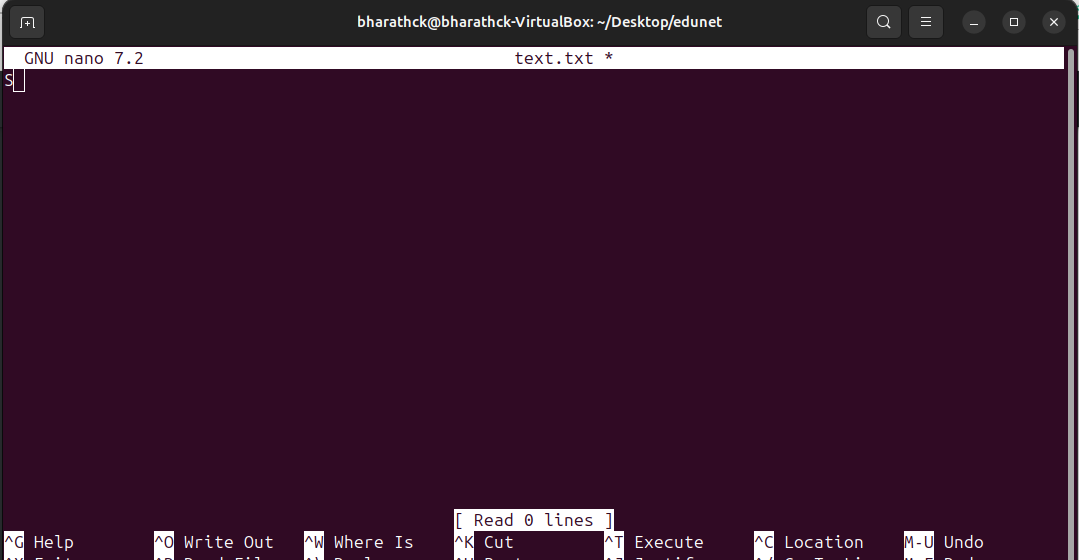 bharathck@bharathck-VirtualBox: ~/Desktop/edunet
GNU nano 7.2 text.txt *
S
[ Read 0 lines ]
^G Help ^O Write Out ^W Where Is ^K Cut ^T Execute ^C Location M-U Undo